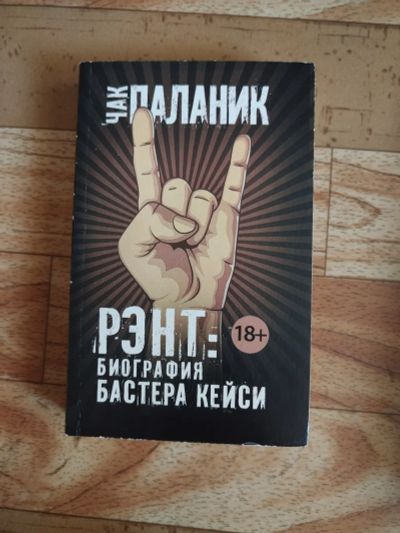 ЧАК ПАЛАНИК
РЭНТ:
18+
БИОГРАФИЯ
БАСТЕРА КЕЙСИ